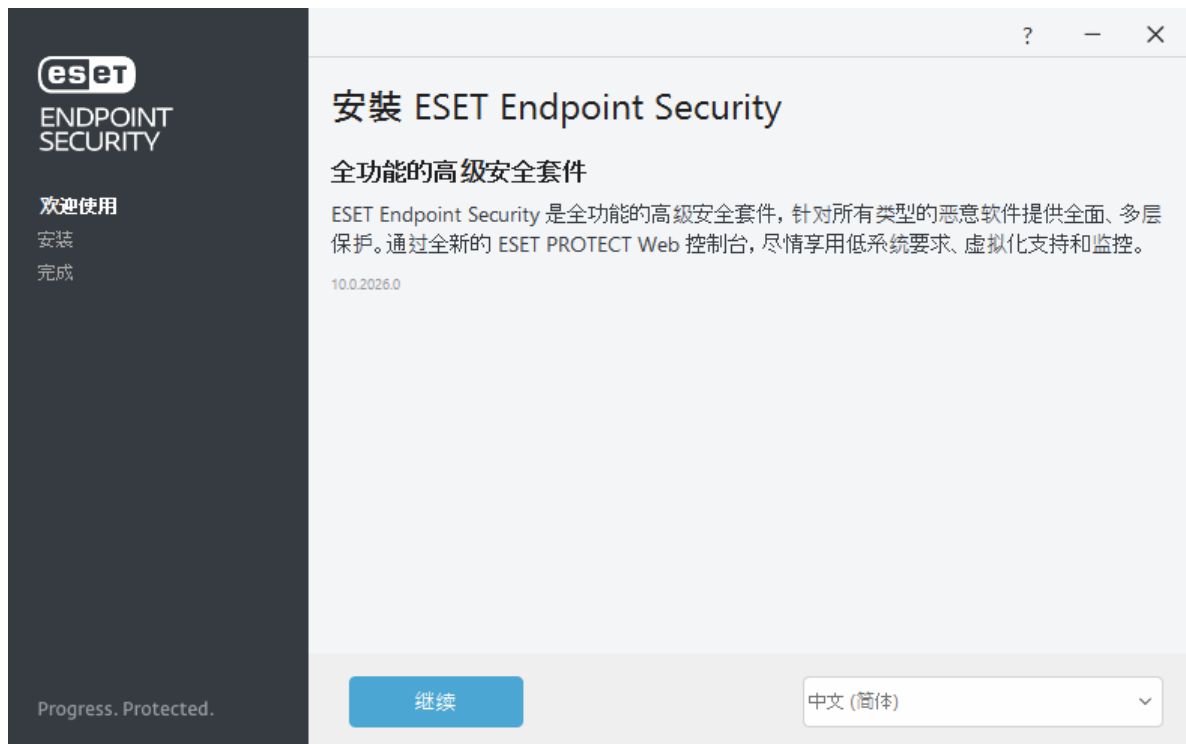 ?
eset
ENDPOINT
SECURITY
欢迎使用
安装
完成
安裝 ESET Endpoint Security
全功能的高级安全套件
ESET Endpoint Security 是全功能的高级安全套件，针对所有类型的恶意软件提供全面、多层
保护。通过全新的 ESET PROTECT Web 控制台，尽情享用低系统要求、虚拟化支持和监控。
10.0.2026.0
Progress. Protected.
继续
中文 (简体)